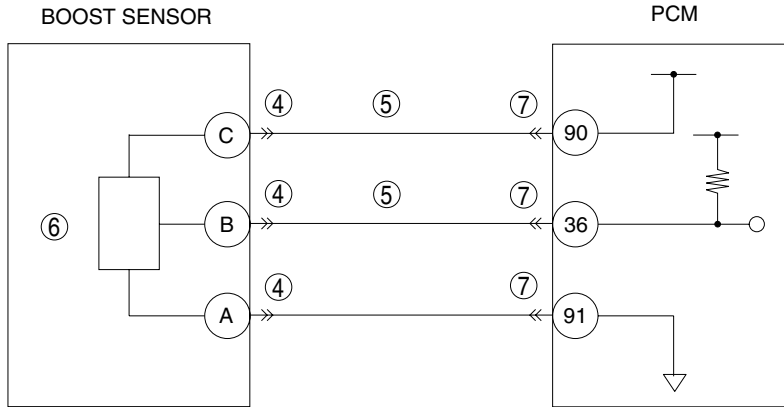 BOOST SENSOR
PCM
④ ⑤ ⑦
C 90
④ ⑤ ⑦
⑥ B 36
④ ⑦
A 91